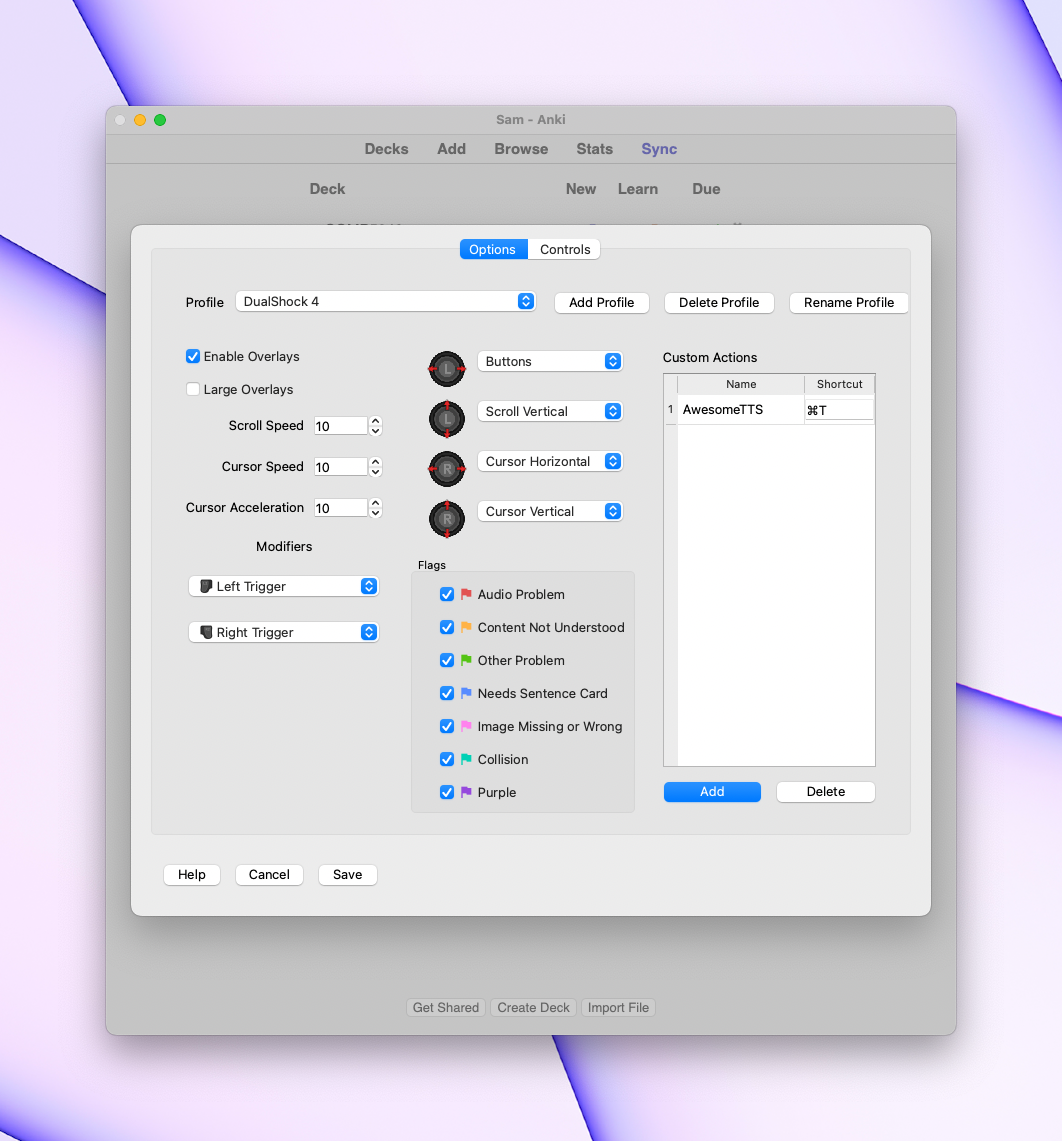 Sam - Anki
Decks Add Browse Stats Sync
Deck New Learn Due
Options Controls
Profile DualShock 4 Add Profile Delete Profile Rename Profile
Enable Overlays
Large Overlays
Scroll Speed 10
Cursor Speed 10
Cursor Acceleration 10
Modifiers
Left Trigger
Right Trigger
L Buttons
L Scroll Vertical
R Cursor Horizontal
R Cursor Vertical
Flags
Audio Problem
Content Not Understood
Other Problem
Needs Sentence Card
Image Missing or Wrong
Collision
Purple
Custom Actions
Name Shortcut
1 AwesomeTTS ⌘T
Add Delete
Help Cancel Save
Get Shared Create Deck Import File